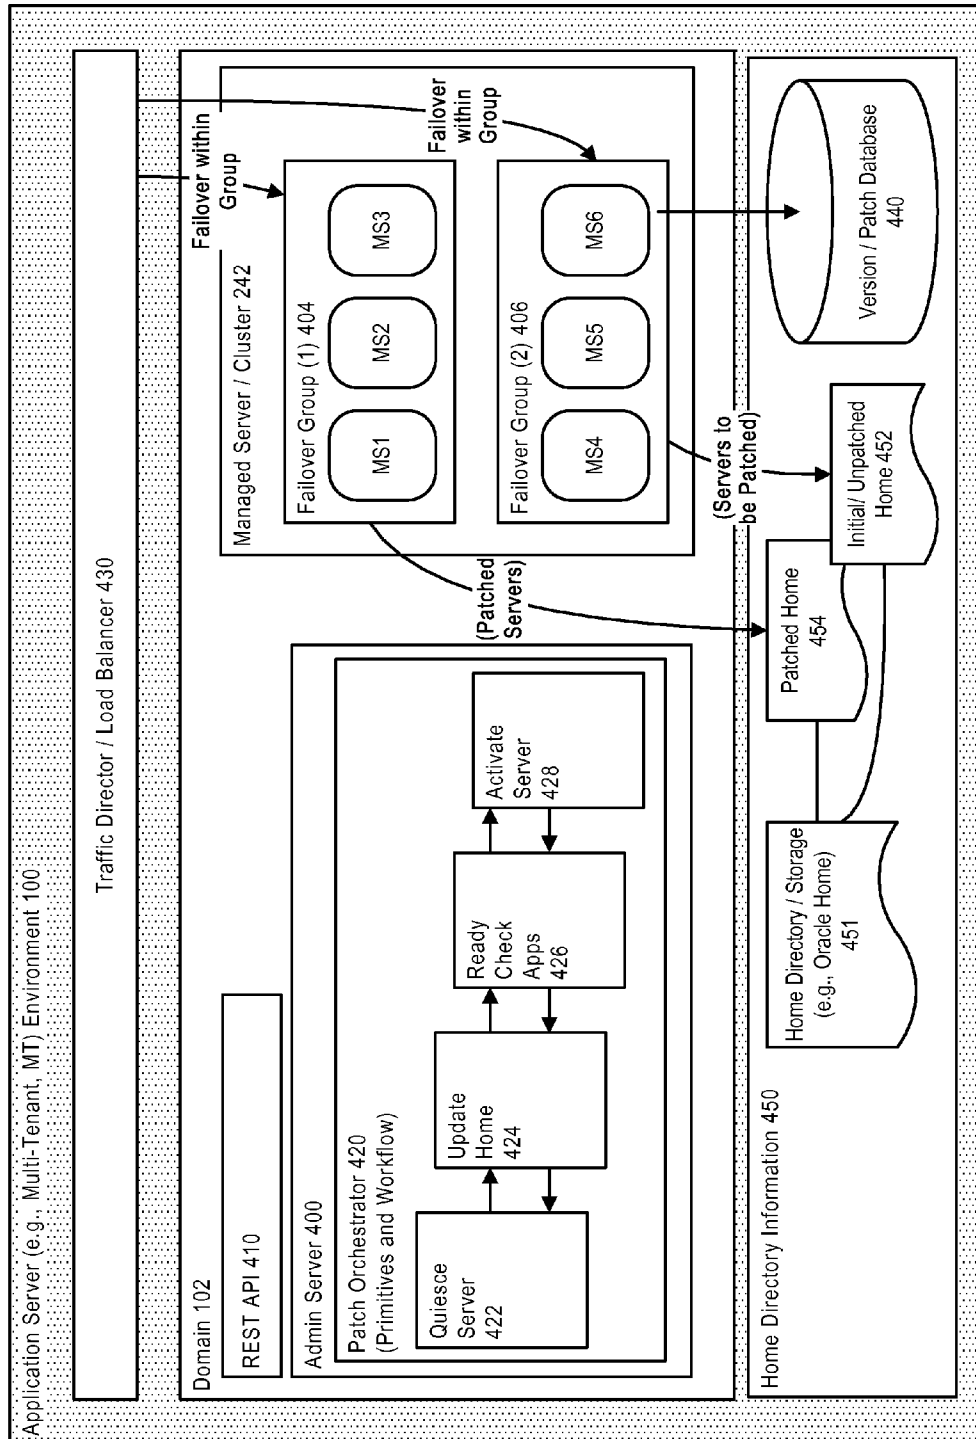 Application Server (e.g., Multi-Tenant, MT) Environment 100
Traffic Director / Load Balancer 430
Domain 102
REST API 410
Admin Server 400
Patch Orchestrator 420
(Primitives and Workflow)
Quiesce
Server
422
Update
Home
424
Ready
Check
Apps
426
Activate
Server
428
Managed Server / Cluster 242
Failover within
Group
Failover Group (1) 404
MS1
MS2
MS3
Failover
within
Group
Failover Group (2) 406
MS4
MS5
MS6
(Patched
Servers)
(Servers to
be Patched)
Home Directory Information 450
Home Directory / Storage
(e.g., Oracle Home)
451
Patched Home
454
Initial/ Unpatched
Home 452
Version / Patch Database
440